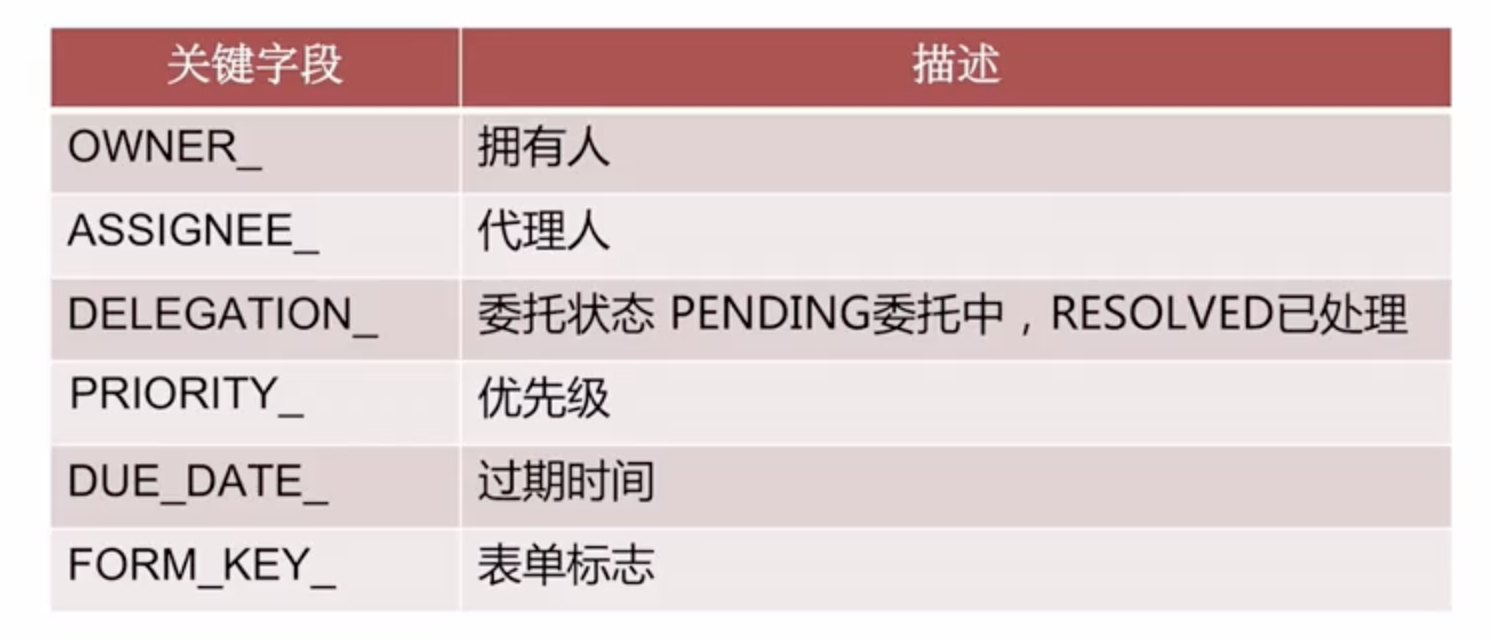 关键字段 描述
OWNER_ 拥有人
ASSIGNEE_ 代理人
DELEGATION_ 委托状态 PENDING委托中，RESOLVED已处理
PRIORITY_ 优先级
DUE_DATE_ 过期时间
FORM_KEY_ 表单标志